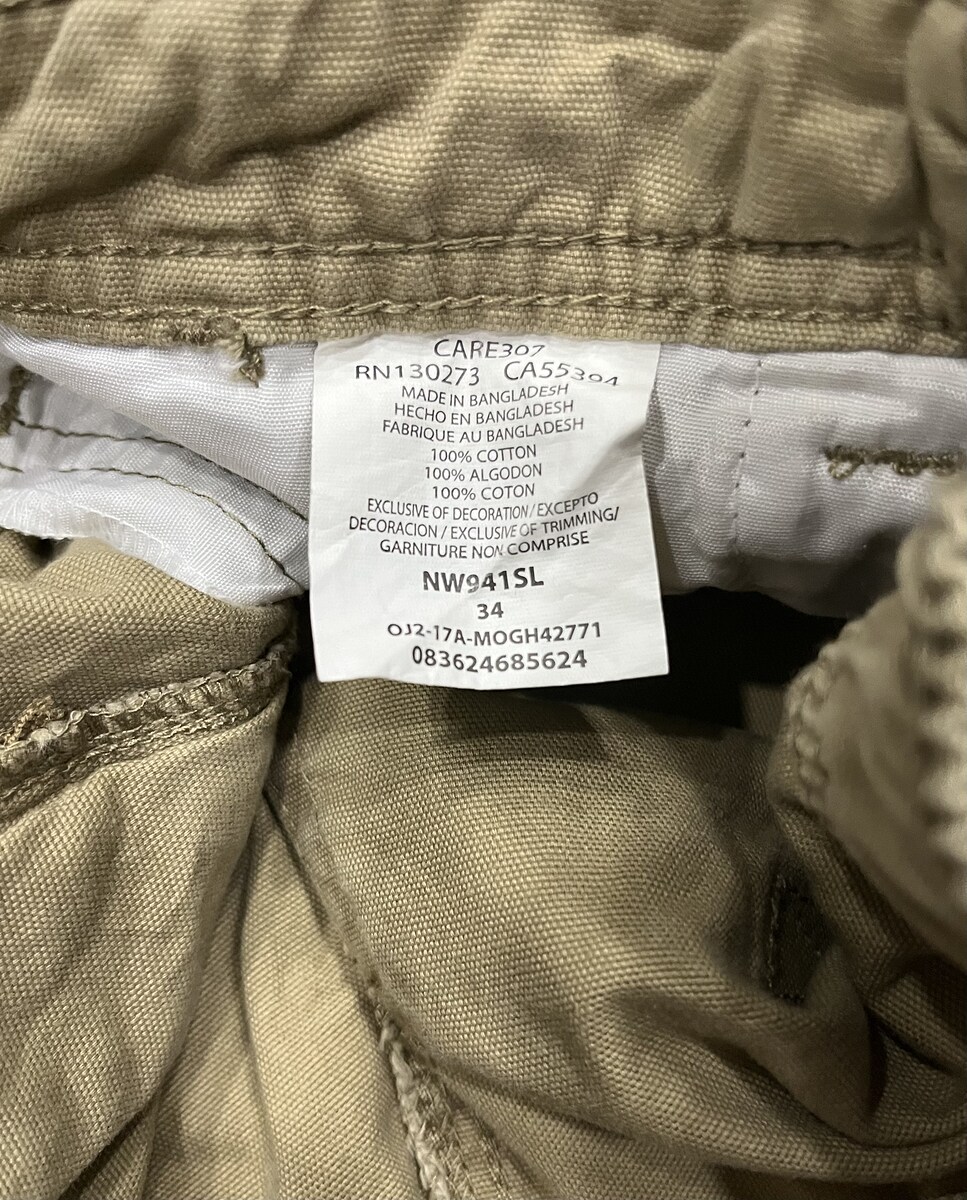 CARE307
RN130273 CA55304
MADE IN BANGLADESH
HECHO EN BANGLADESH
FABRIQUE AU BANGLADESH
100% COTTON
100% ALGODON
100% COTON
EXCLUSIVE OF DECORATION/EXCEPTO
DECORACION / EXCLUSIVE OF TRIMMING/
GARNITURE NON COMPRISE
NW941SL
34
OJ2-17A-MOGH42771
083624685624